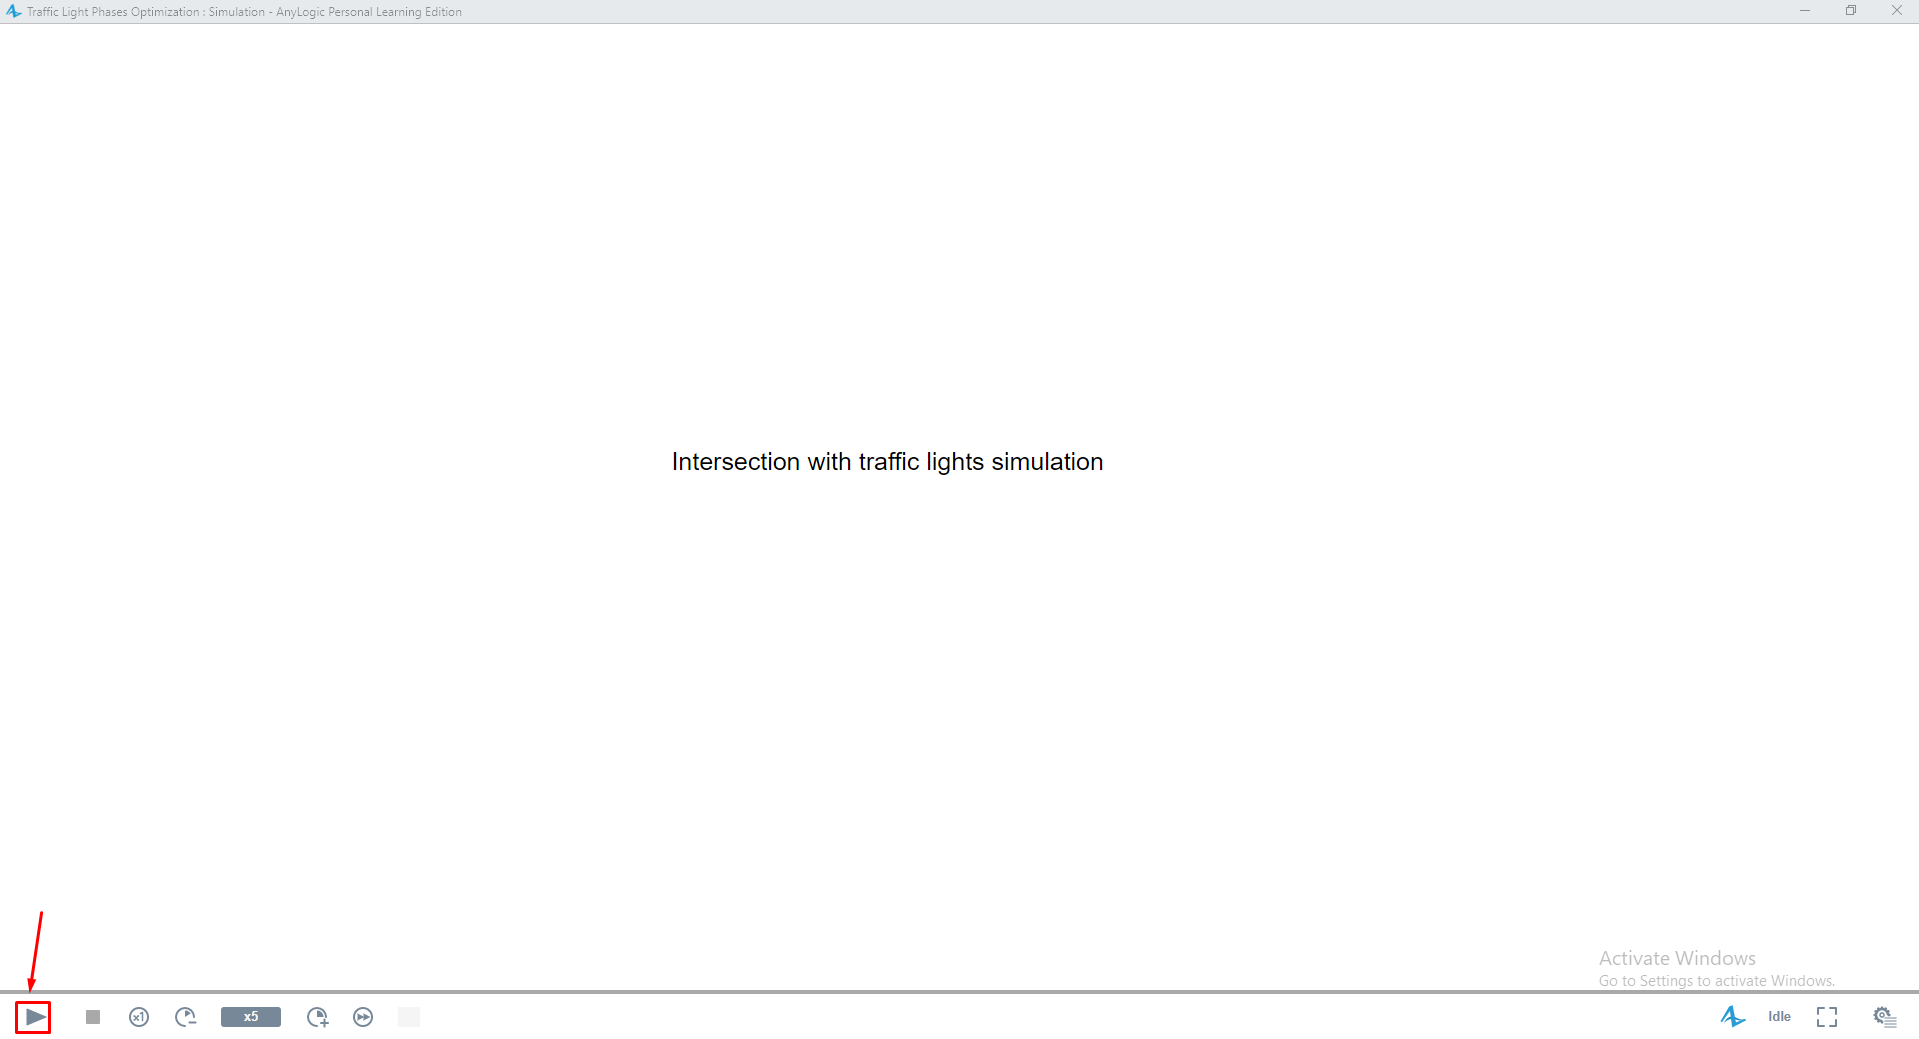 Traffic Light Phases Optimization : Simulation - AnyLogic Personal Learning Edition
Intersection with traffic lights simulation
Activate Windows
Go to Settings to activate Windows.
x1
x5
Idle